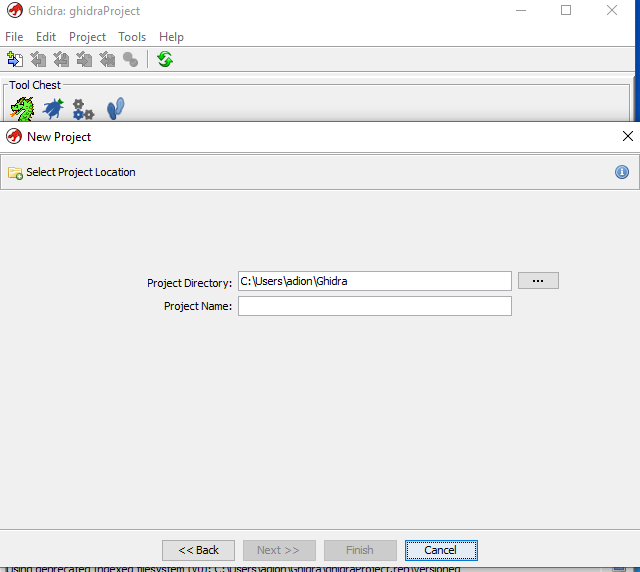 Ghidra: ghidraProject
File Edit Project Tools Help
Tool Chest
New Project
Select Project Location
Project Directory: C:\Users\adion\Ghidra ...
Project Name:
<< Back Next >> Finish Cancel
Using deprecated Indexed filesystem (V0): C:\Users\adion\Ghidra\ghidraProject.rep\versioned